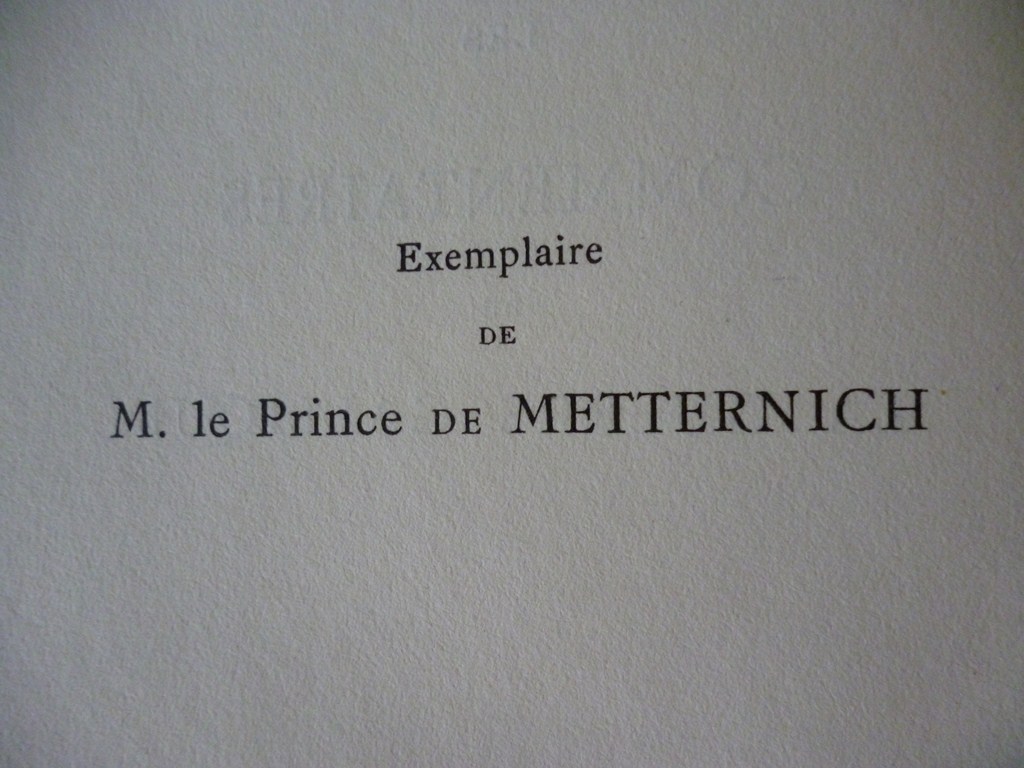 Exemplaire
DE
M. le Prince DE METTERNICH